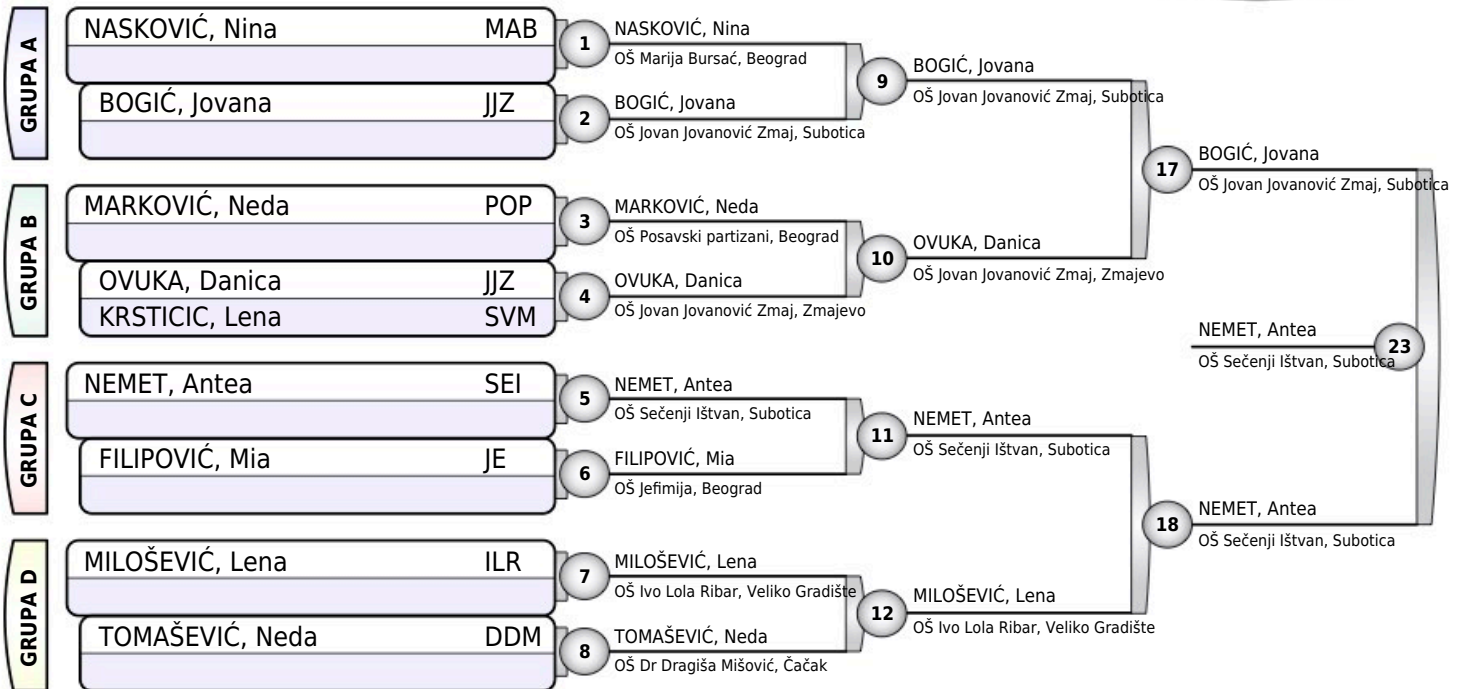 GRUPA A
NASKOVIĆ, Nina MAB
BOGIĆ, Jovana JJZ
GRUPA B
MARKOVIĆ, Neda POP
OVUKA, Danica JJZ
KRSTICIC, Lena SVM
GRUPA C
NEMET, Antea SEI
FILIPOVIĆ, Mia JE
GRUPA D
MILOŠEVIĆ, Lena ILR
TOMAŠEVIĆ, Neda DDM
1
NASKOVIĆ, Nina
OŠ Marija Bursać, Beograd
2
BOGIĆ, Jovana
OŠ Jovan Jovanović Zmaj, Subotica
3
MARKOVIĆ, Neda
OŠ Posavski partizani, Beograd
4
OVUKA, Danica
OŠ Jovan Jovanović Zmaj, Zmajevo
5
NEMET, Antea
OŠ Sečenji Ištvan, Subotica
6
FILIPOVIĆ, Mia
OŠ Jefimija, Beograd
7
MILOŠEVIĆ, Lena
OŠ Ivo Lola Ribar, Veliko Gradište
8
TOMAŠEVIĆ, Neda
OŠ Dr Dragiša Mišović, Čačak
9
BOGIĆ, Jovana
OŠ Jovan Jovanović Zmaj, Subotica
10
OVUKA, Danica
OŠ Jovan Jovanović Zmaj, Zmajevo
11
NEMET, Antea
OŠ Sečenji Ištvan, Subotica
12
MILOŠEVIĆ, Lena
OŠ Ivo Lola Ribar, Veliko Gradište
17
BOGIĆ, Jovana
OŠ Jovan Jovanović Zmaj, Subotica
18
NEMET, Antea
OŠ Sečenji Ištvan, Subotica
NEMET, Antea
23
OŠ Sečenji Ištvan, Subotica